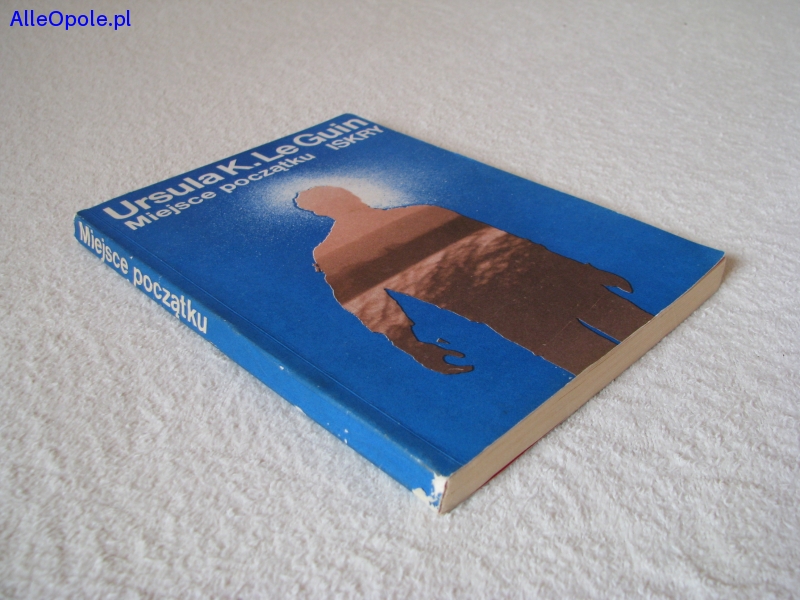 AlleOpole.pl
Ursula K. Le Guin
Miejsce początku ISKRY
Miejsce początku